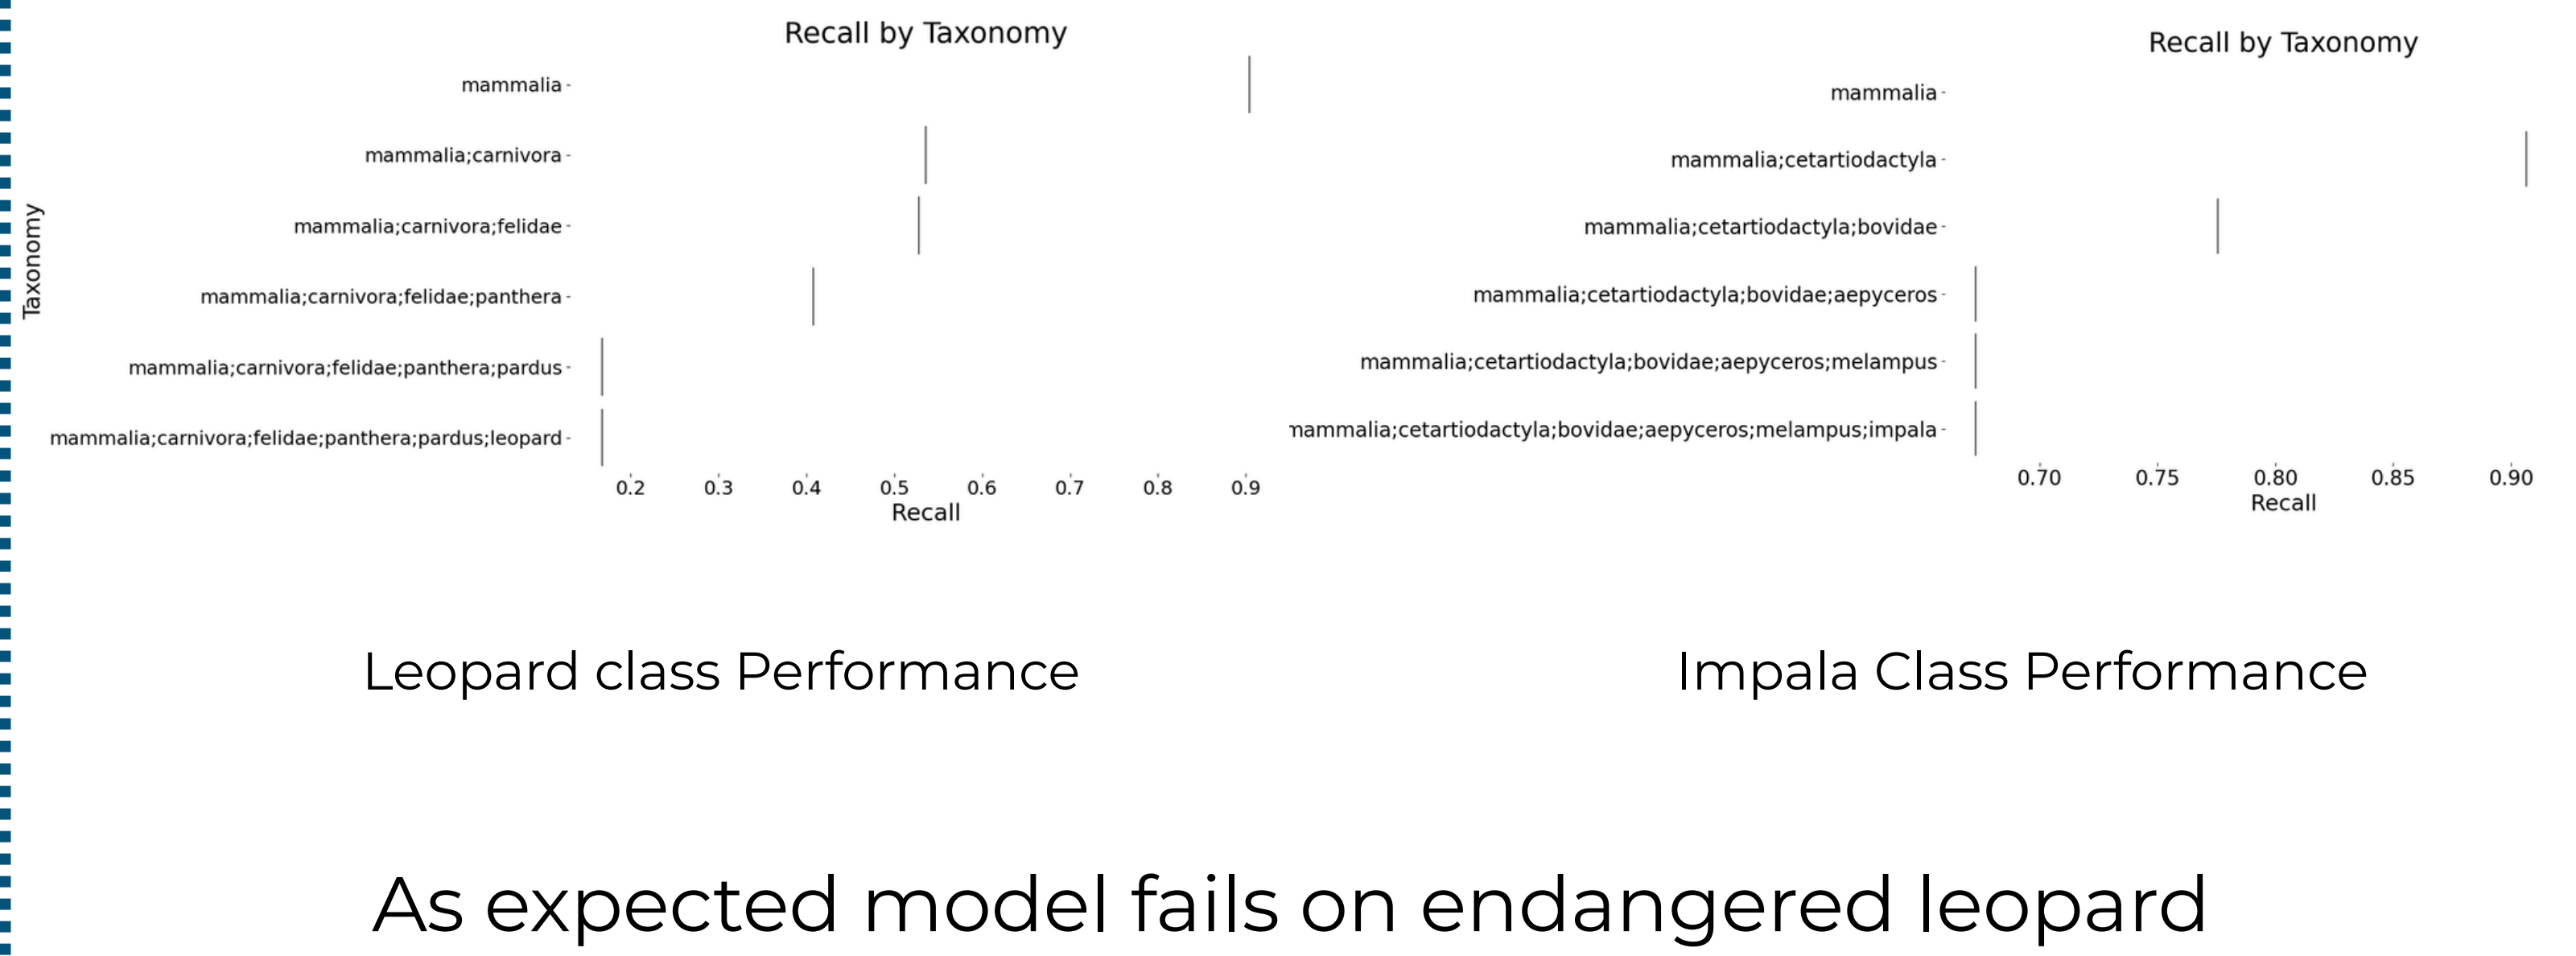 Recall by Taxonomy
Taxonomy
mammalia
mammalia;carnivora
mammalia;carnivora;felidae
mammalia;carnivora;felidae;panthera
mammalia;carnivora;felidae;panthera;pardus
mammalia;carnivora;felidae;panthera;pardus;leopard
0.2 0.3 0.4 0.5 0.6 0.7 0.8 0.9
Recall
Leopard class Performance
Recall by Taxonomy
mammalia
mammalia;cetartiodactyla
mammalia;cetartiodactyla;bovidae
mammalia;cetartiodactyla;bovidae;aepyceros
mammalia;cetartiodactyla;bovidae;aepyceros;melampus
mammalia;cetartiodactyla;bovidae;aepyceros;melampus;impala
0.70 0.75 0.80 0.85 0.90
Recall
Impala Class Performance
As expected model fails on endangered leopard